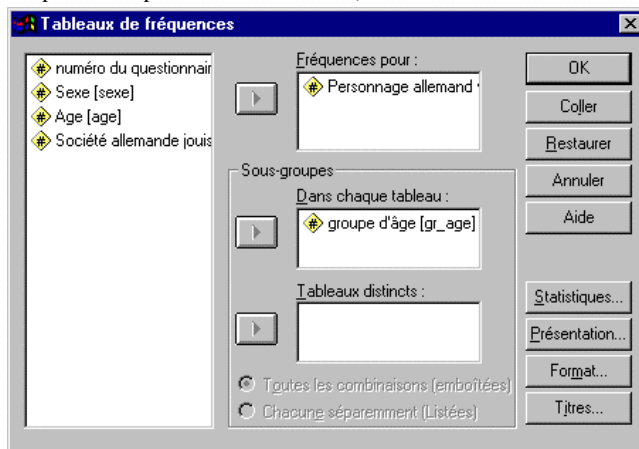 Tableaux de fréquences
numéro du questionnair
Sexe [sexe]
Age [age]
Société allemande jouis
Fréquences pour :
Personnage allemand
Sous-groupes
Dans chaque tableau :
groupe d'âge [gr_age]
Tableaux distincts :
Toutes les combinaisons (emboîtées)
Chacune séparemment (Listées)
OK
Coller
Restaurer
Annuler
Aide
Statistiques...
Présentation...
Format...
Titres...